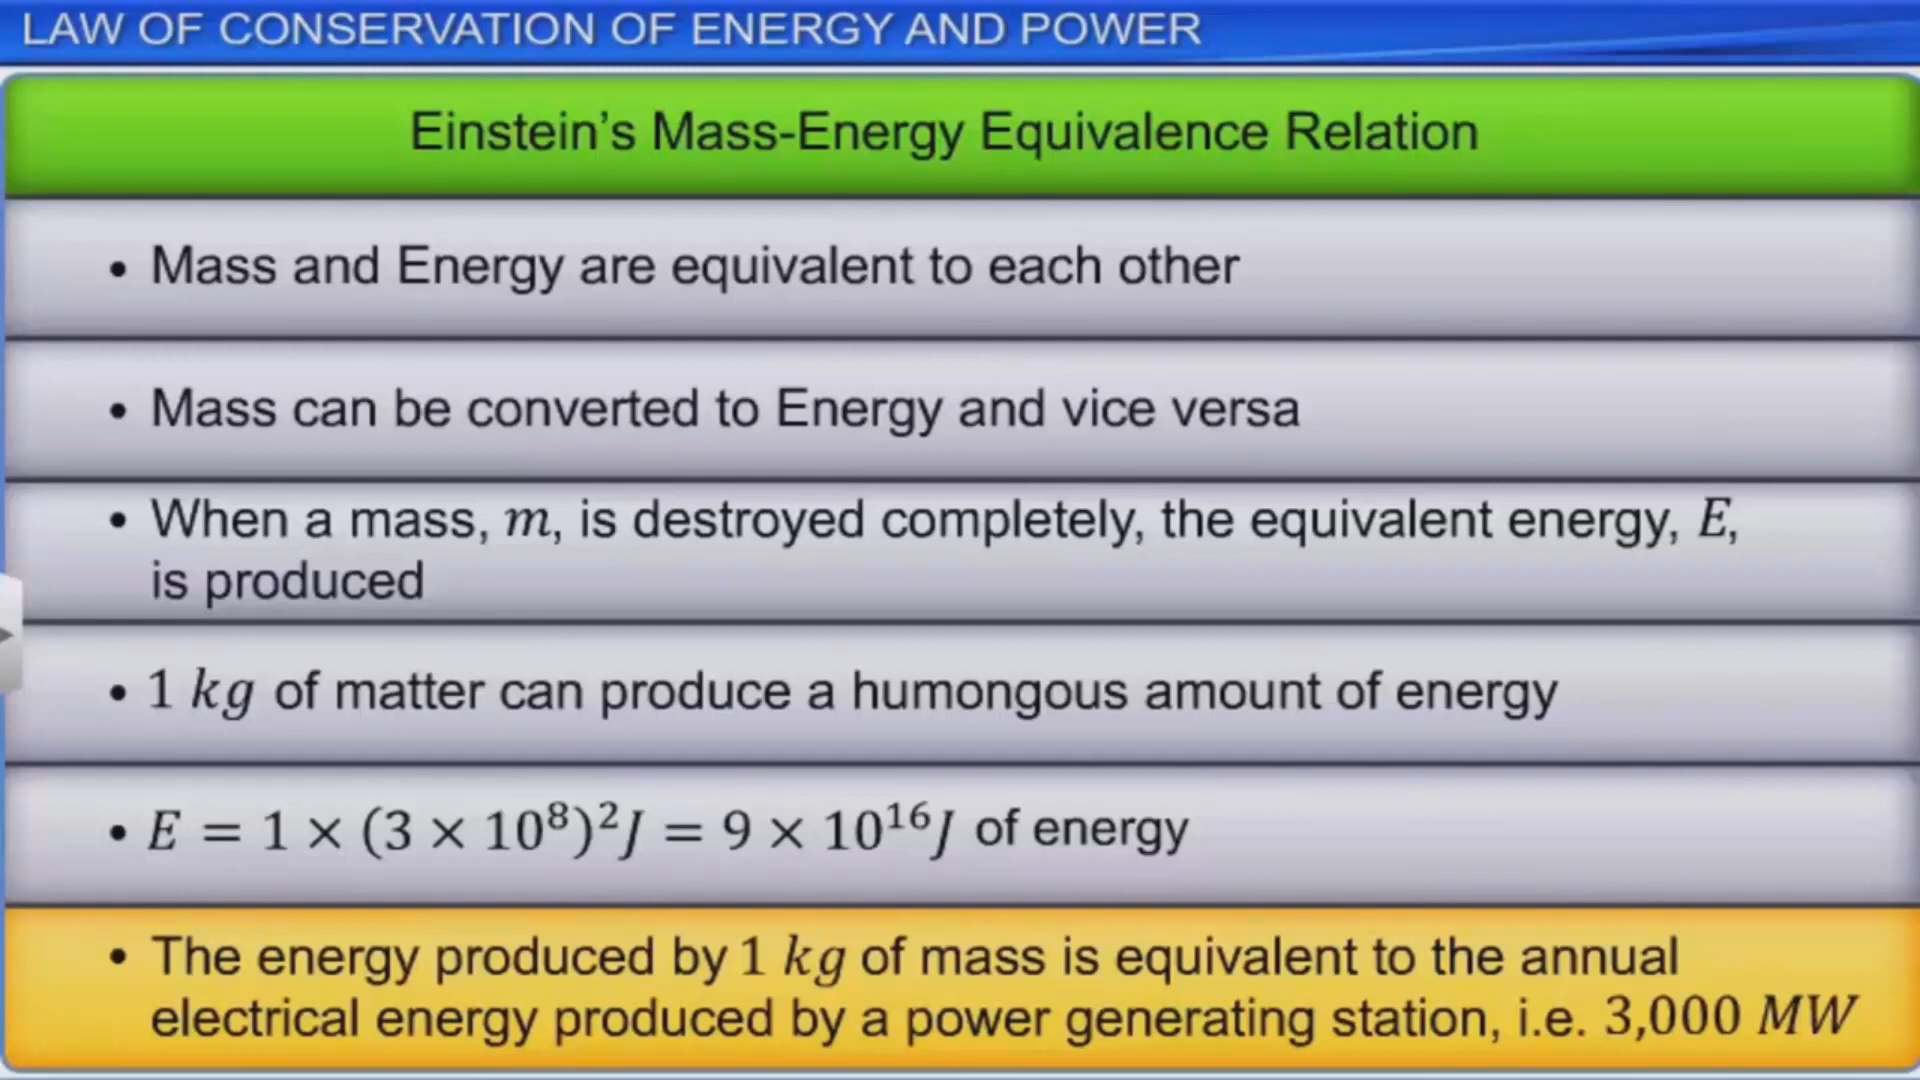 LAW OF CONSERVATION OF ENERGY AND POWER
Einstein's Mass-Energy Equivalence Relation
• Mass and Energy are equivalent to each other
• Mass can be converted to Energy and vice versa
• When a mass, m, is destroyed completely, the equivalent energy, E,
is produced
• 1 kg of matter can produce a humongous amount of energy
• E = 1 × (3 × 10⁸)²J = 9 × 10¹⁶J of energy
• The energy produced by 1 kg of mass is equivalent to the annual
electrical energy produced by a power generating station, i.e. 3,000 MW